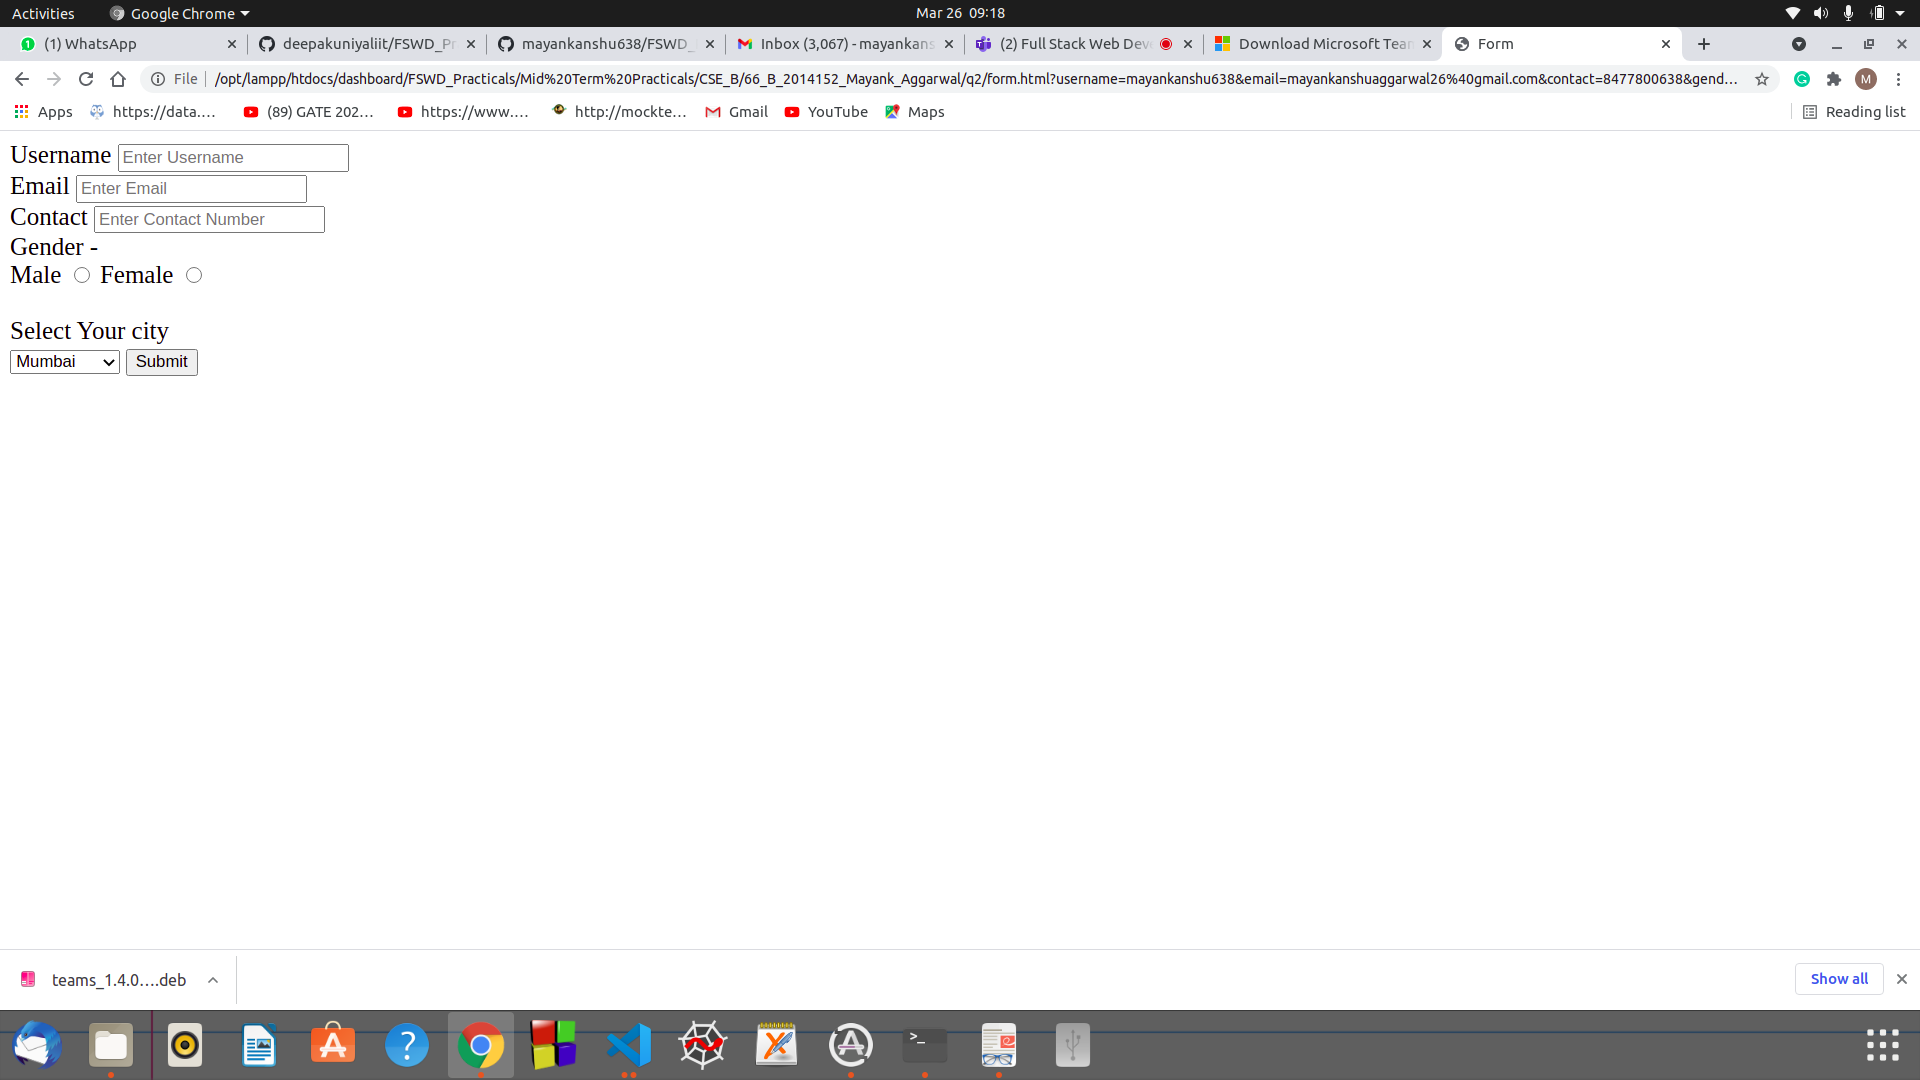 Activities
Google Chrome
Mar 26 09:18
(1) WhatsApp
deepakuniyaliit/FSWD_Pr
mayankanshu638/FSWD_
Inbox (3,067) - mayankans
(2) Full Stack Web Deve
Download Microsoft Team
Form
File
/opt/lampp/htdocs/dashboard/FSWD_Practicals/Mid%20Term%20Practicals/CSE_B/66_B_2014152_Mayank_Aggarwal/q2/form.html?username=mayankanshu638&email=mayankanshuaggarwal26%40gmail.com&contact=8477800638&gend...
M
Apps
https://data....
(89) GATE 202...
https://www....
http://mockte...
Gmail
YouTube
Maps
Reading list
Username Enter Username
Email Enter Email
Contact Enter Contact Number
Gender -
Male Female
Select Your city
Mumbai Submit
teams_1.4.0....deb
Show all